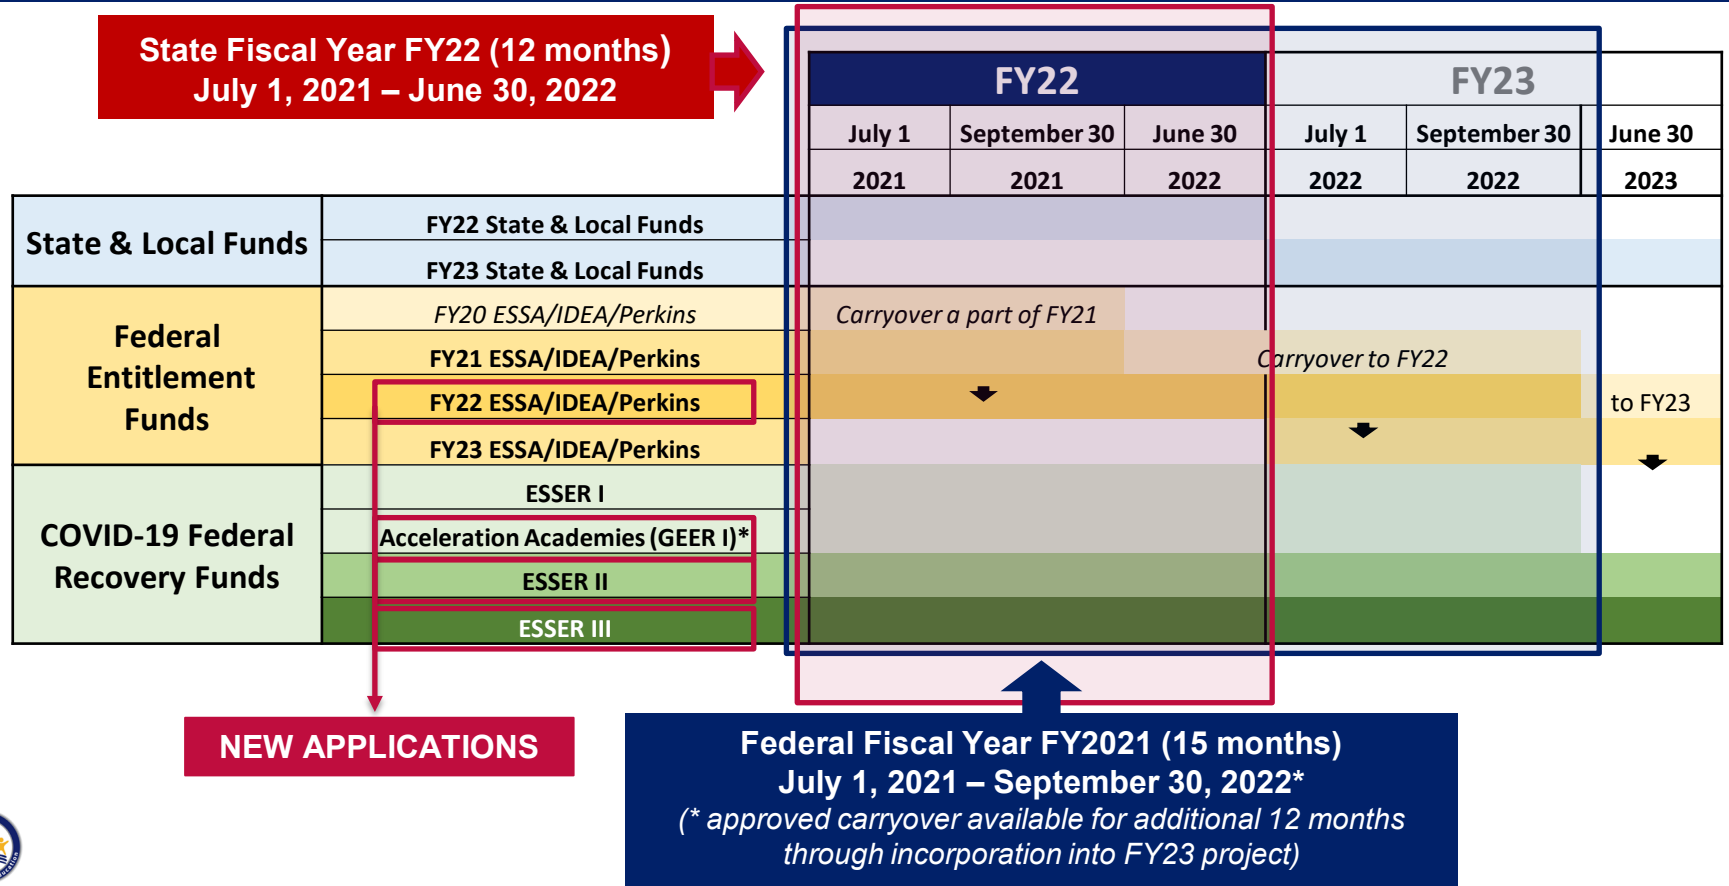 State Fiscal Year FY22 (12 months)
July 1, 2021 – June 30, 2022
FY22 FY23
July 1 September 30 June 30 July 1 September 30 June 30
2021 2021 2022 2022 2022 2023
State & Local Funds
FY22 State & Local Funds
FY23 State & Local Funds
Federal
Entitlement
Funds
FY20 ESSA/IDEA/Perkins Carryover a part of FY21
FY21 ESSA/IDEA/Perkins Carryover to FY22
FY22 ESSA/IDEA/Perkins to FY23
FY23 ESSA/IDEA/Perkins
COVID-19 Federal
Recovery Funds
ESSER I
Acceleration Academies (GEER I)*
ESSER II
ESSER III
NEW APPLICATIONS
Federal Fiscal Year FY2021 (15 months)
July 1, 2021 – September 30, 2022*
(* approved carryover available for additional 12 months
through incorporation into FY23 project)